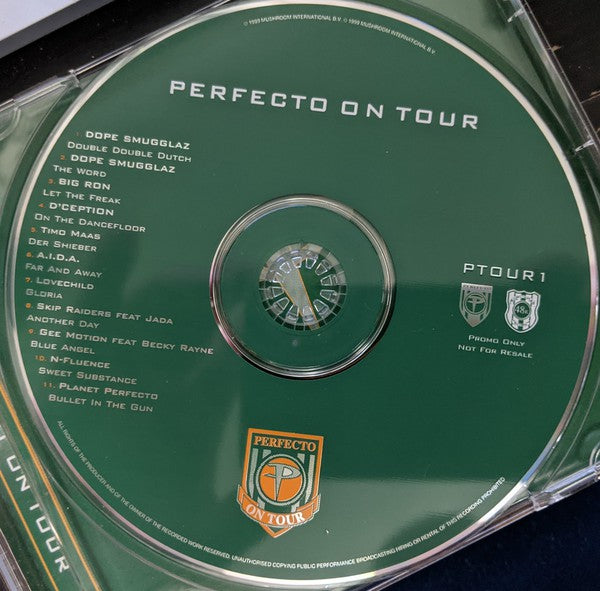 ℗ 1999 MUSHROOM INTERNATIONAL B.V. © 1999 MUSHROOM INTERNATIONAL B.V.
PERFECTO ON TOUR
1. DOPE SMUGGLAZ
DOUBLE DOUBLE DUTCH
2. DOPE SMUGGLAZ
THE WORD
3. BIG RON
LET THE FREAK
4. D'CEPTION
ON THE DANCEFLOOR
5. TIMO MAAS
DER SHIEBER
6. A.I.D.A.
FAR AND AWAY
7. LOVECHILD
GLORIA
8. SKIP RAIDERS FEAT JADA
ANOTHER DAY
9. GEE MOTION FEAT BECKY RAYNE
BLUE ANGEL
10. N-FLUENCE
SWEET SUBSTANCE
11. PLANET PERFECTO
BULLET IN THE GUN
PTOUR1
PERFECTO
48K
PROMO ONLY
NOT FOR RESALE
PERFECTO
ON TOUR
ALL RIGHTS OF THE PRODUCER AND OF THE OWNER OF THE RECORDED WORK RESERVED. UNAUTHORISED COPYING PUBLIC PERFORMANCE BROADCASTING HIRING OR RENTAL OF THIS RECORDING PROHIBITED
ON TOUR